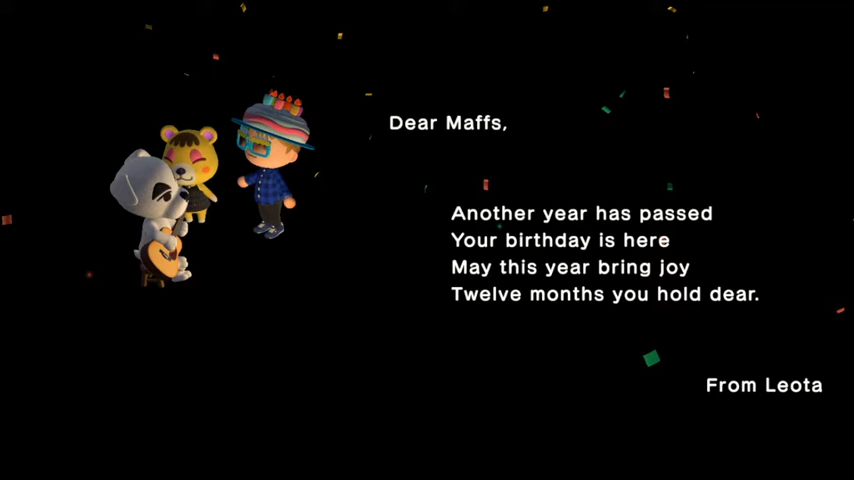 Dear Maffs,
Another year has passed
Your birthday is here
May this year bring joy
Twelve months you hold dear.
From Leota